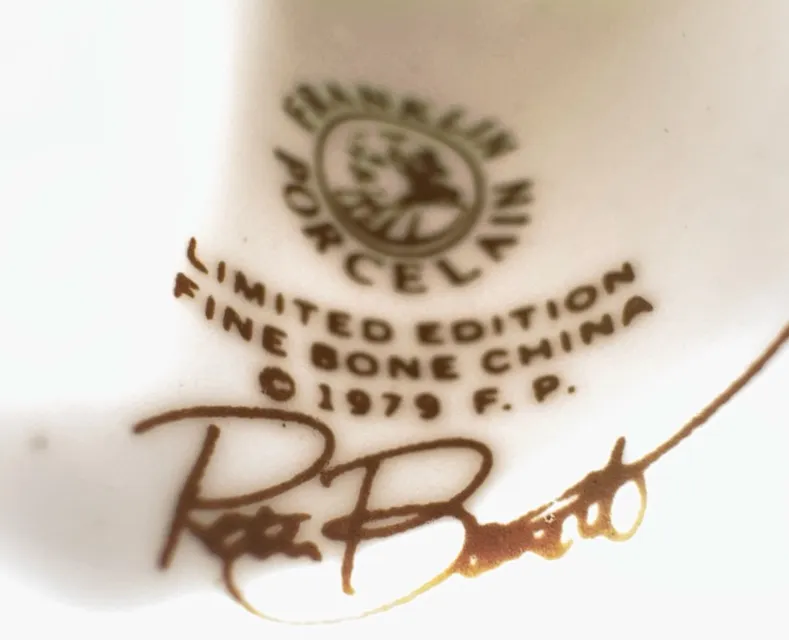 FRANKLIN
PORCELAIN
LIMITED EDITION
FINE BONE CHINA
© 1979 F. P.